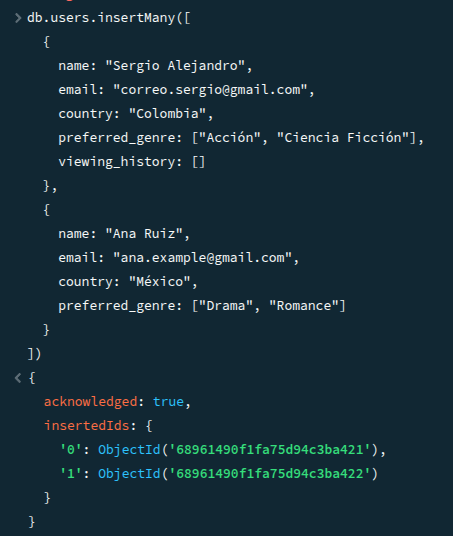 > db.users.insertMany([
  {
    name: "Sergio Alejandro",
    email: "correo.sergio@gmail.com",
    country: "Colombia",
    preferred_genre: ["Acción", "Ciencia Ficción"],
    viewing_history: []
  },
  {
    name: "Ana Ruiz",
    email: "ana.example@gmail.com",
    country: "México",
    preferred_genre: ["Drama", "Romance"]
  }
])
< {
  acknowledged: true,
  insertedIds: {
    '0': ObjectId('68961490f1fa75d94c3ba421'),
    '1': ObjectId('68961490f1fa75d94c3ba422')
  }
}